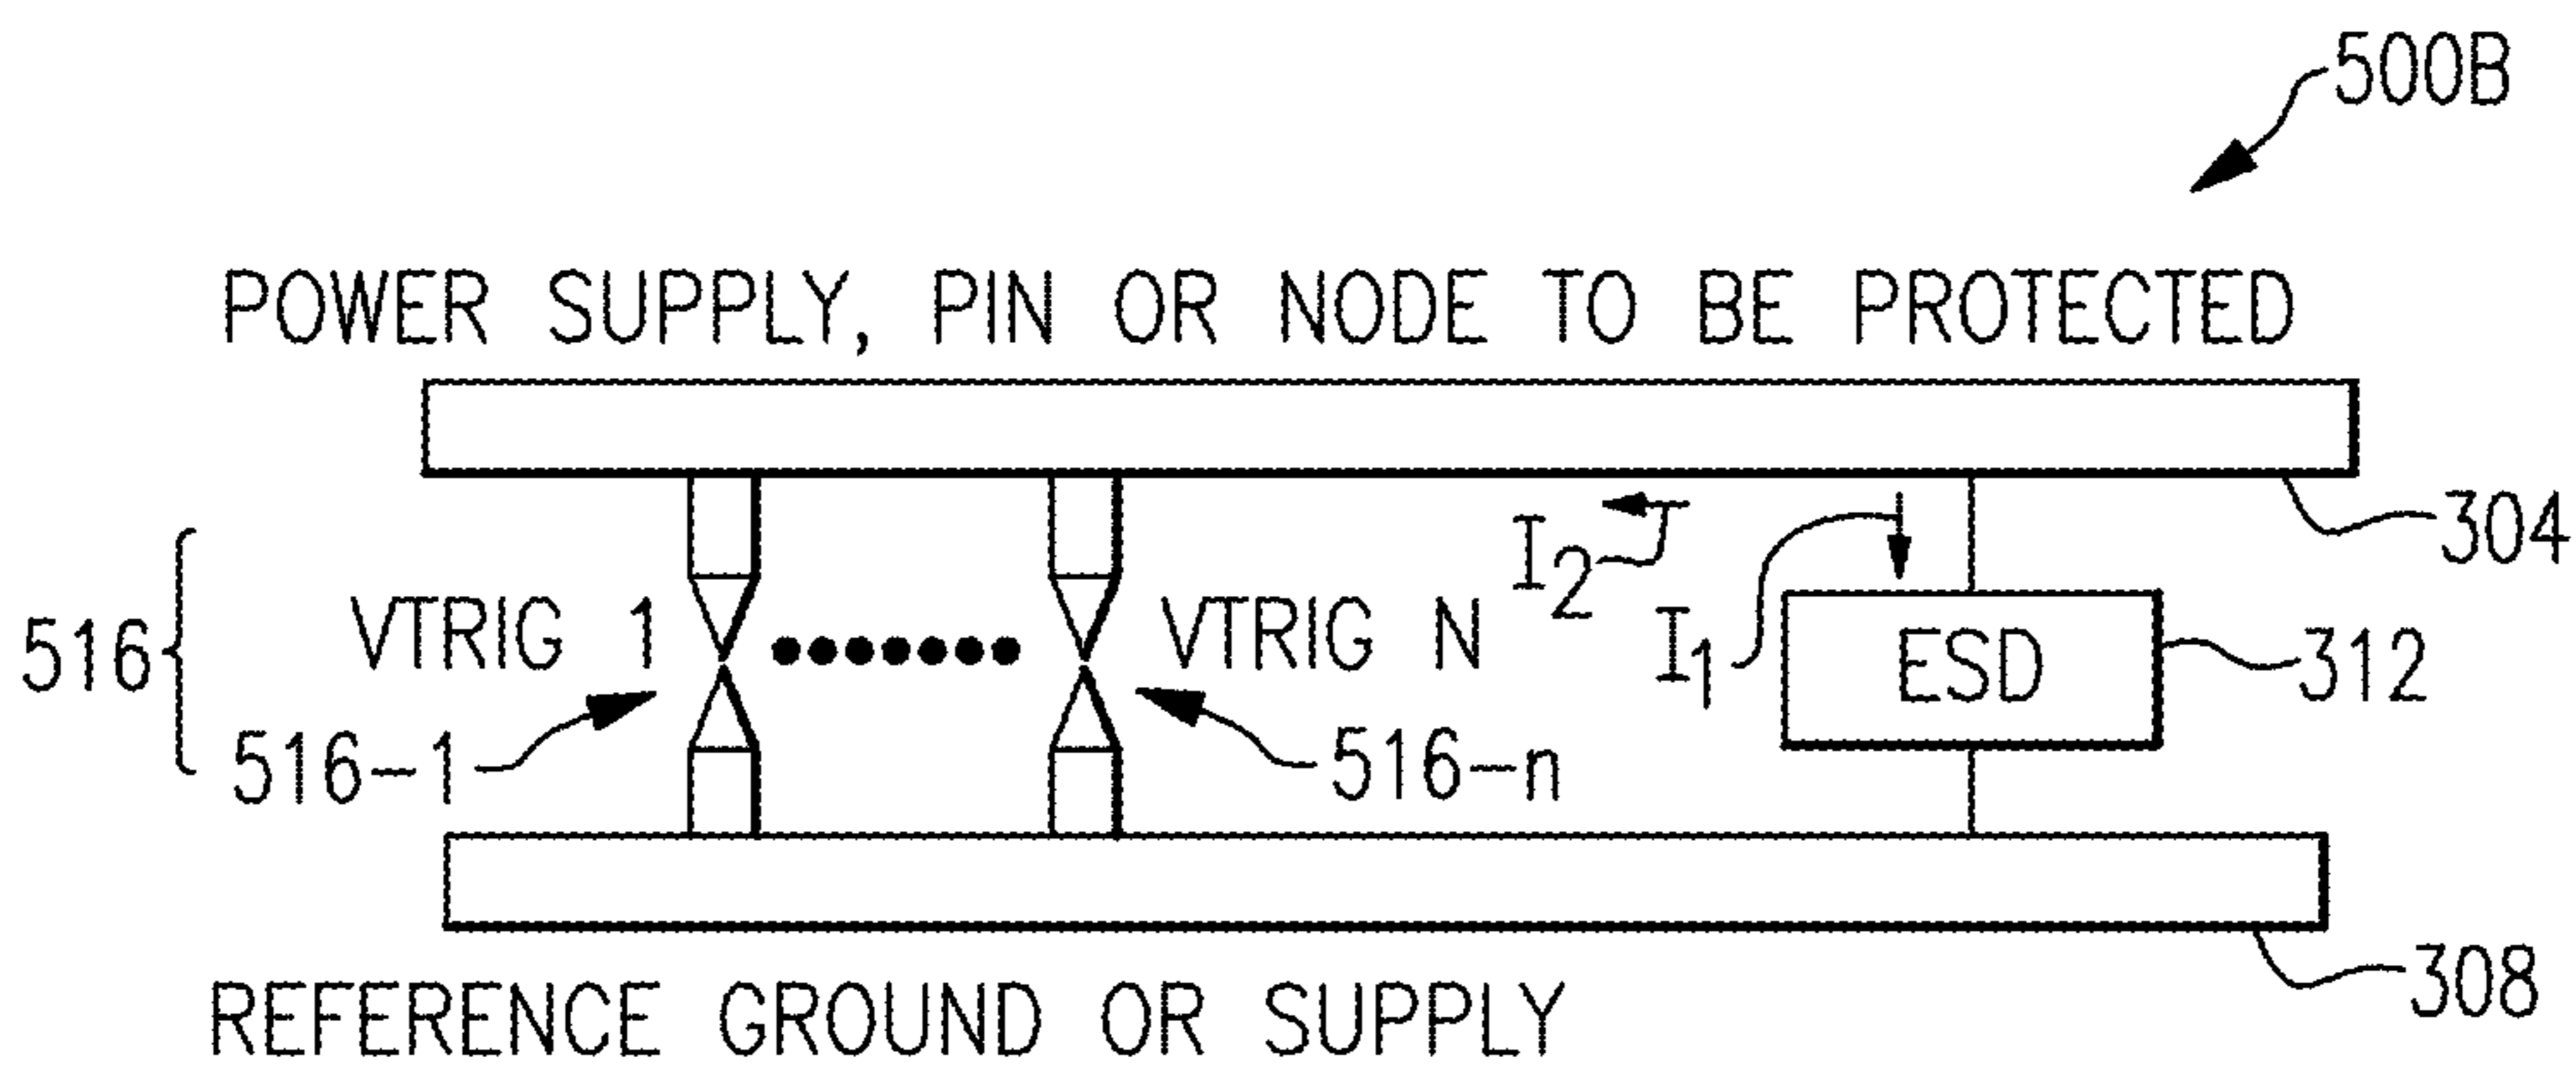 500B
POWER SUPPLY, PIN OR NODE TO BE PROTECTED
304
I2
I1
516
VTRIG 1
VTRIG N
ESD
312
516-1
516-n
308
REFERENCE GROUND OR SUPPLY